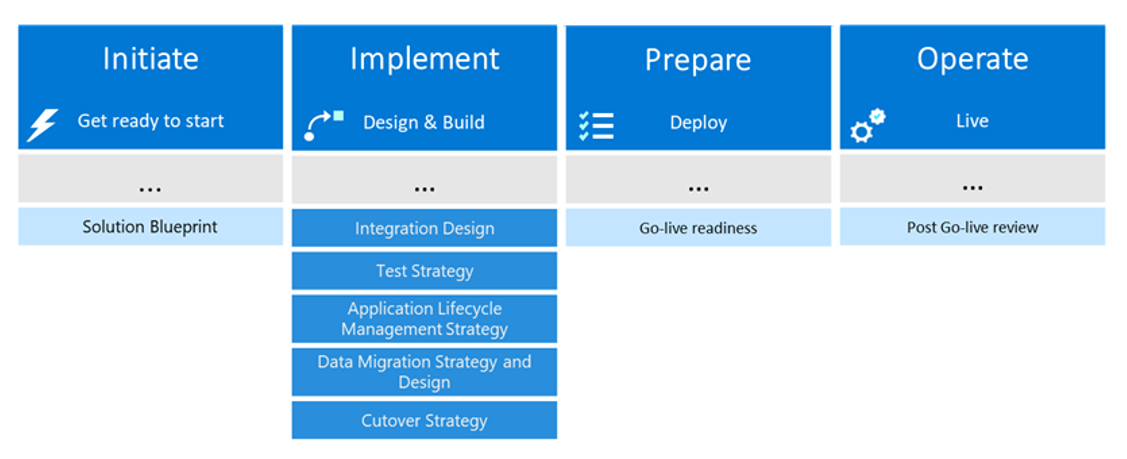 Initiate
Get ready to start
...
Solution Blueprint
Implement
Design & Build
...
Integration Design
Test Strategy
Application Lifecycle
Management Strategy
Data Migration Strategy and
Design
Cutover Strategy
Prepare
Deploy
...
Go-live readiness
Operate
Live
...
Post Go-live review